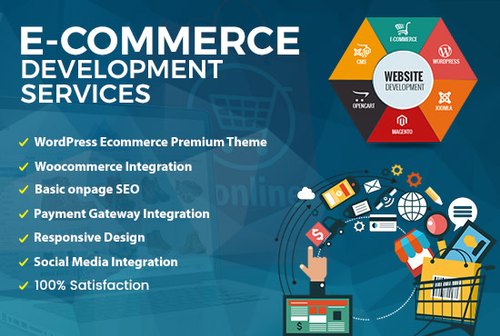 E-COMMERCE
DEVELOPMENT
SERVICES
WordPress Ecommerce Premium Theme
Woocommerce Integration
Basic onpage SEO
Payment Gateway Integration
Responsive Design
Social Media Integration
100% Satisfaction
E COMMERCE
CMS
WORDPRESS
WEBSITE
DEVELOPMENT
OPENCART
JOOMLA
MAGENTO
online
$